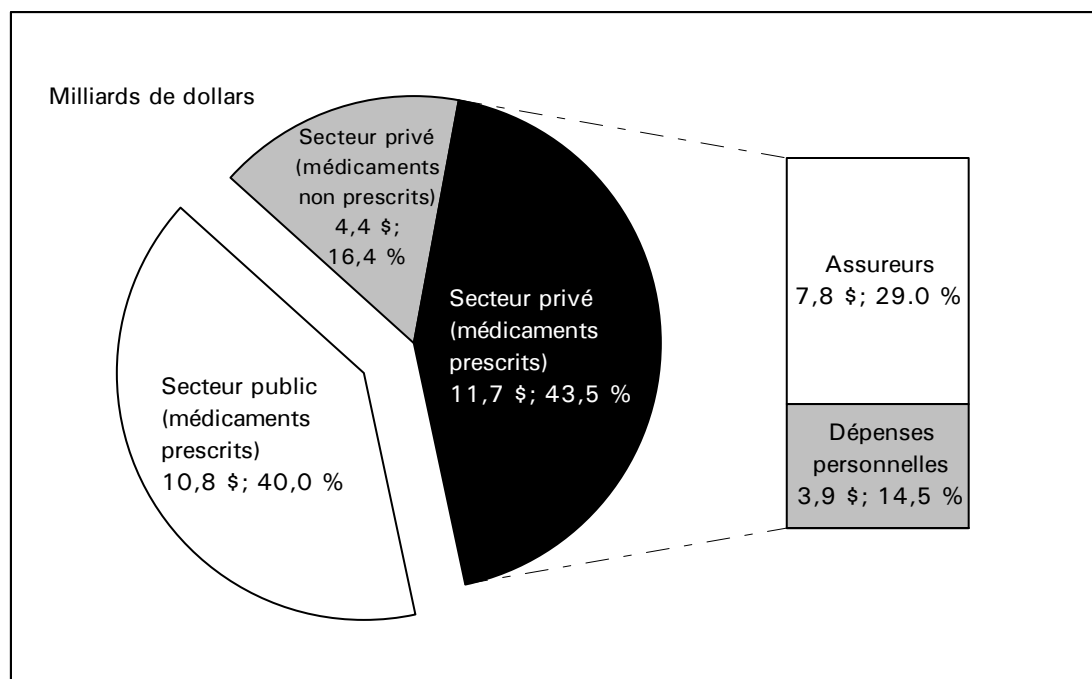 Milliards de dollars
Secteur privé
(médicaments
non prescrits)
4,4 $;
16,4 %
Secteur privé
(médicaments
prescrits)
11,7 $; 43,5 %
Secteur public
(médicaments
prescrits)
10,8 $; 40,0 %
Assureurs
7,8 $; 29.0 %
Dépenses
personnelles
3,9 $; 14,5 %